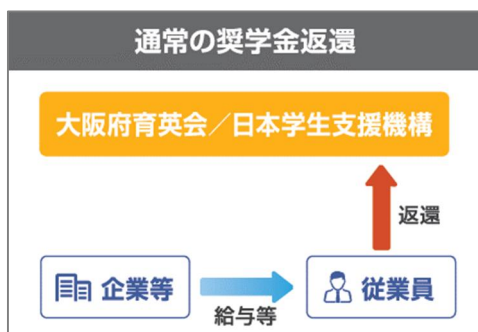 通常の奨学金返還
大阪府育英会／日本学生支援機構
返還
企業等
従業員
給与等